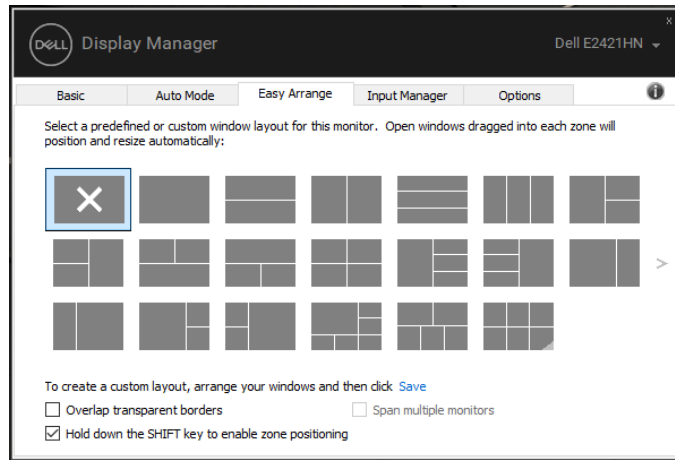 DELL Display Manager
Dell E2421HN
x
Basic
Auto Mode
Easy Arrange
Input Manager
Options
Select a predefined or custom window layout for this monitor. Open windows dragged into each zone will
position and resize automatically:
To create a custom layout, arrange your windows and then click Save
Overlap transparent borders
Span multiple monitors
Hold down the SHIFT key to enable zone positioning